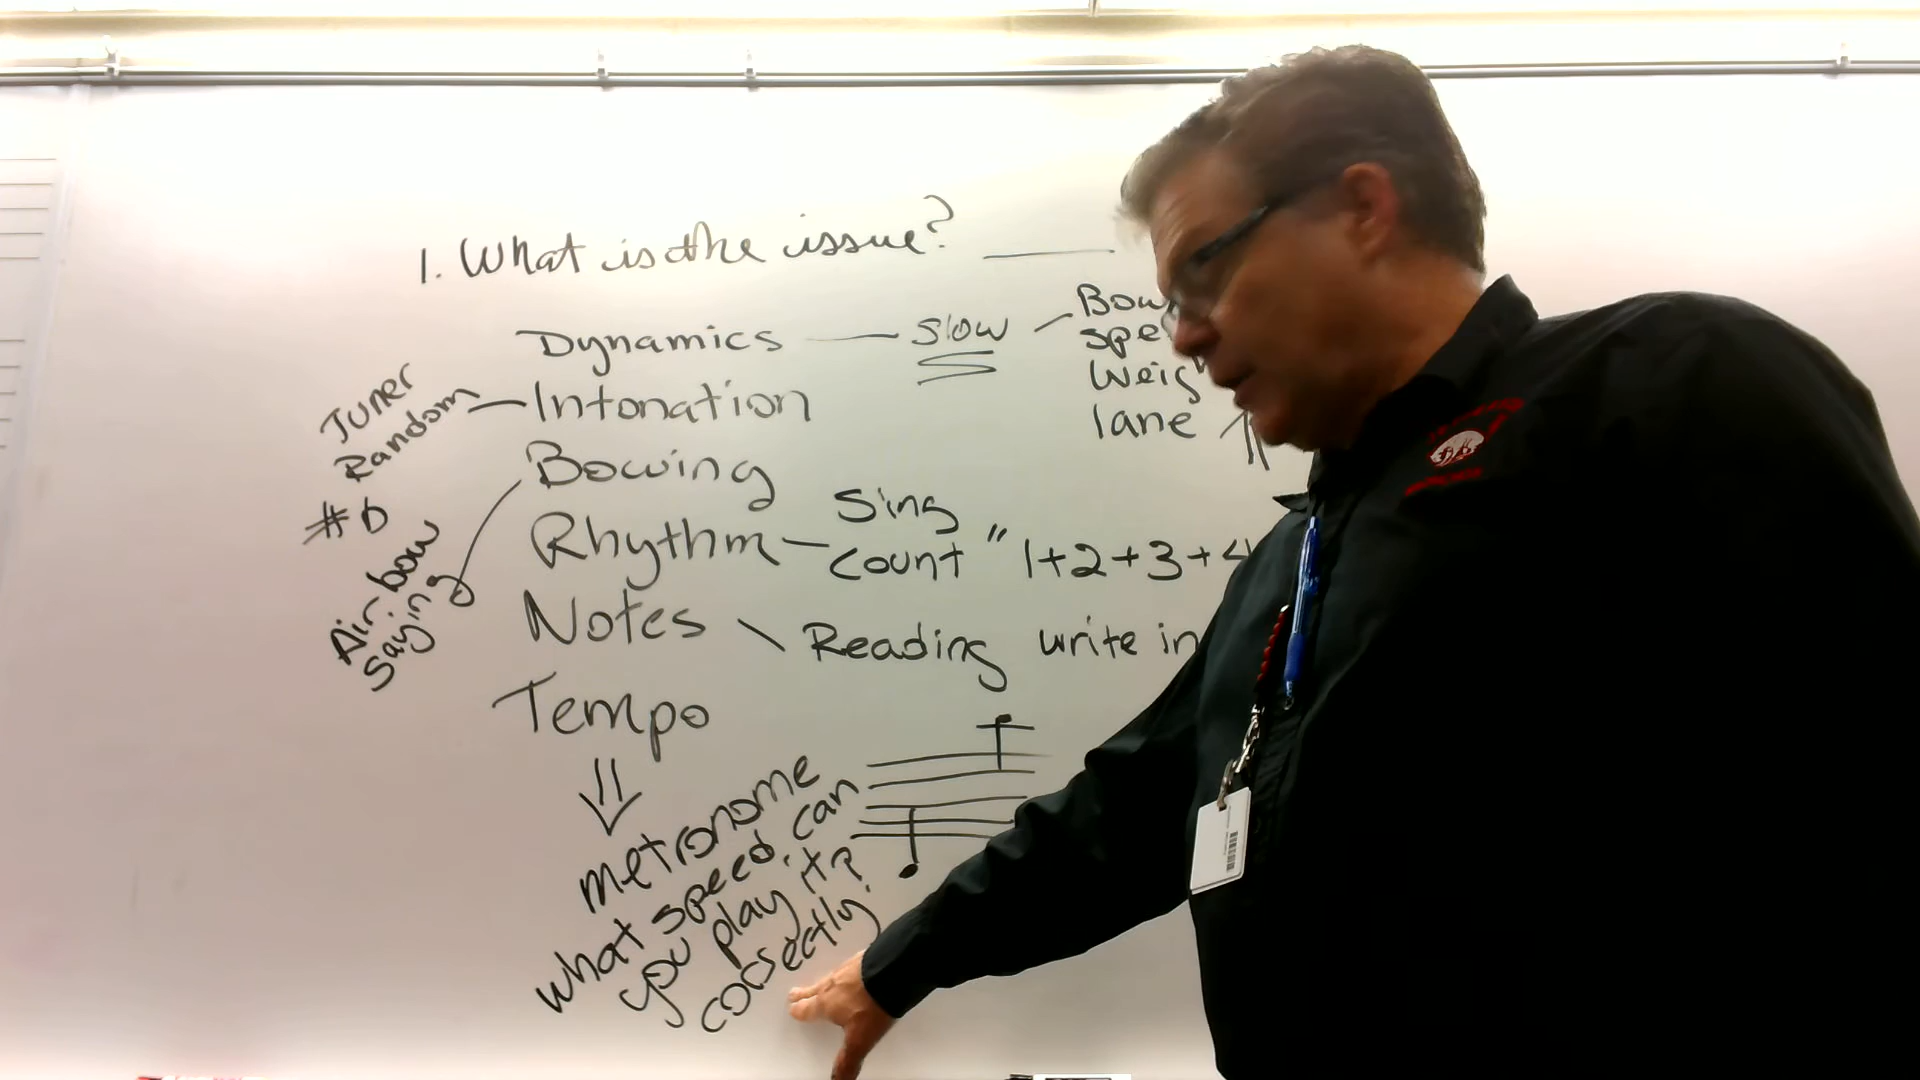 1. What is the issue?
Dynamics — Slow — Bow
spe
weig
lane
Tuner
Random — Intonation
#b
Bowing
Air bow
saying
Rhythm — Sing
count " 1+2+3+4
Notes \ Reading write in
Tempo
metronome
what speed can
you play it?
correctly